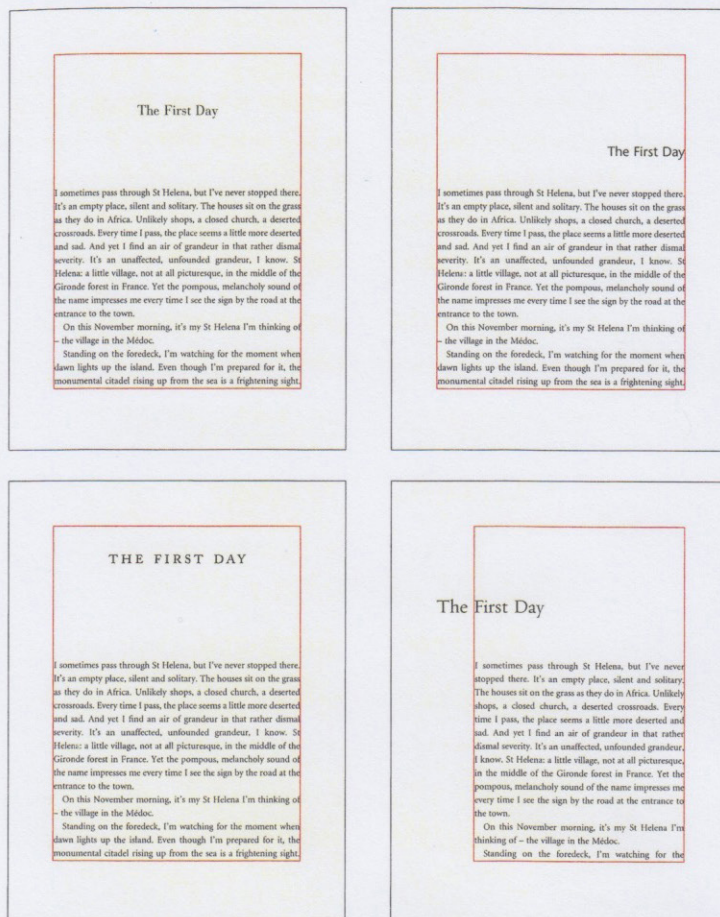 The First Day
I sometimes pass through St Helena, but I've never stopped there.
It's an empty place, silent and solitary. The houses sit on the grass
as they do in Africa. Unlikely shops, a closed church, a deserted
crossroads. Every time I pass, the place seems a little more deserted
and sad. And yet I find an air of grandeur in that rather dismal
severity. It's an unaffected, unfounded grandeur, I know. St
Helena: a little village, not at all picturesque, in the middle of the
Gironde forest in France. Yet the pompous, melancholy sound of
the name impresses me every time I see the sign by the road at the
entrance to the town.
On this November morning, it's my St Helena I'm thinking of
– the village in the Médoc.
Standing on the foredeck, I'm watching for the moment when
dawn lights up the island. Even though I'm prepared for it, the
monumental citadel rising up from the sea is a frightening sight.
The First Day
I sometimes pass through St Helena, but I've never stopped there.
It's an empty place, silent and solitary. The houses sit on the grass
as they do in Africa. Unlikely shops, a closed church, a deserted
crossroads. Every time I pass, the place seems a little more deserted
and sad. And yet I find an air of grandeur in that rather dismal
severity. It's an unaffected, unfounded grandeur, I know. St
Helena: a little village, not at all picturesque, in the middle of the
Gironde forest in France. Yet the pompous, melancholy sound of
the name impresses me every time I see the sign by the road at the
entrance to the town.
On this November morning, it's my St Helena I'm thinking of
– the village in the Médoc.
Standing on the foredeck, I'm watching for the moment when
dawn lights up the island. Even though I'm prepared for it, the
monumental citadel rising up from the sea is a frightening sight.
THE FIRST DAY
I sometimes pass through St Helena, but I've never stopped there.
It's an empty place, silent and solitary. The houses sit on the grass
as they do in Africa. Unlikely shops, a closed church, a deserted
crossroads. Every time I pass, the place seems a little more deserted
and sad. And yet I find an air of grandeur in that rather dismal
severity. It's an unaffected, unfounded grandeur, I know. St
Helena: a little village, not at all picturesque, in the middle of the
Gironde forest in France. Yet the pompous, melancholy sound of
the name impresses me every time I see the sign by the road at the
entrance to the town.
On this November morning, it's my St Helena I'm thinking of
– the village in the Médoc.
Standing on the foredeck, I'm watching for the moment when
dawn lights up the island. Even though I'm prepared for it, the
monumental citadel rising up from the sea is a frightening sight.
The First Day
I sometimes pass through St Helena, but I've never
stopped there. It's an empty place, silent and solitary.
The houses sit on the grass as they do in Africa. Unlikely
shops, a closed church, a deserted crossroads. Every
time I pass, the place seems a little more deserted and
sad. And yet I find an air of grandeur in that rather
dismal severity. It's an unaffected, unfounded grandeur,
I know. St Helena: a little village, not at all picturesque,
in the middle of the Gironde forest in France. Yet the
pompous, melancholy sound of the name impresses me
every time I see the sign by the road at the entrance to
the town.
On this November morning, it's my St Helena I'm
thinking of – the village in the Médoc.
Standing on the foredeck, I'm watching for the